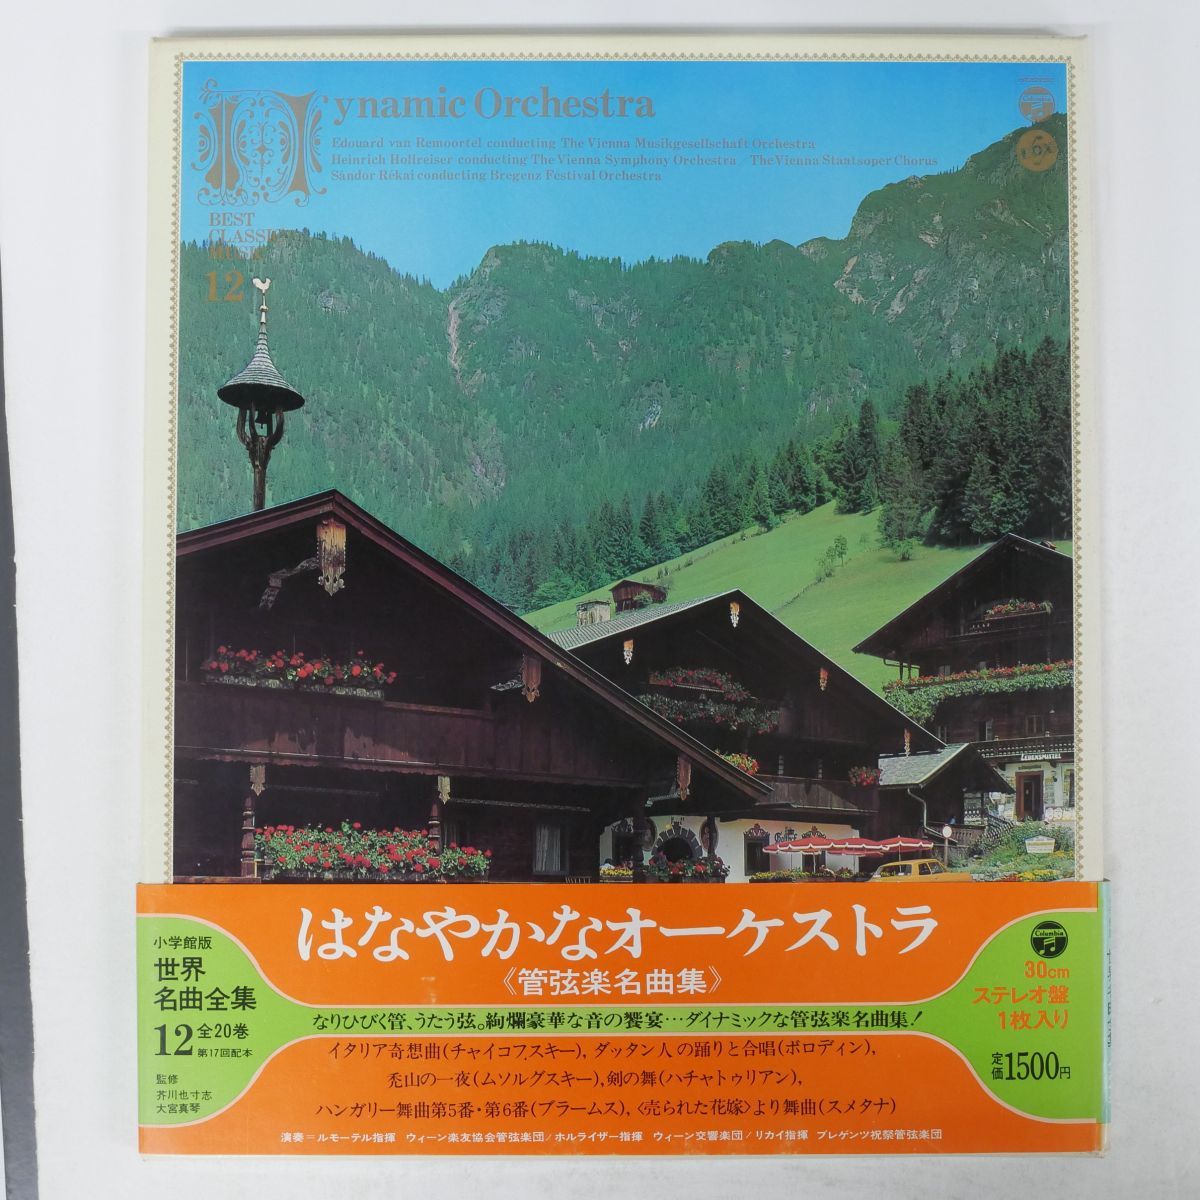 Dynamic Orchestra
Edouard van Remoortel conducting The Vienna Musikgesellschaft Orchestra
Heinrich Hollreiser conducting The Vienna Symphony Orchestra / The Vienna Staatsoper Chorus
Sándor Rékai conducting Bregenz Festival Orchestra
BEST
CLASSICAL
MUSIC
12
Columbia
VOX
LEBENSMITTEL
小学館版
世界
名曲全集
12 全20巻
第17回配本
監修
芥川也寸志
大宮真琴
はなやかなオーケストラ
《管弦楽名曲集》
なりひびく管、うたう弦。絢爛豪華な音の饗宴…ダイナミックな管弦楽名曲集!
イタリア奇想曲(チャイコフスキー), ダッタン人の踊りと合唱(ボロディン),
禿山の一夜(ムソルグスキー),剣の舞(ハチャトゥリアン),
ハンガリー舞曲第5番・第6番(ブラームス),〈売られた花嫁〉より舞曲(スメタナ)
演奏=ルモーテル指揮 ウィーン楽友協会管弦楽団/ホルライザー指揮 ウィーン交響楽団/リカイ指揮 ブレゲンツ祝祭管弦楽団
Columbia
30cm
ステレオ盤
1枚入り
定価1500円